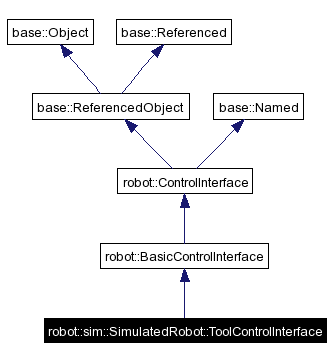 base::Object
base::Referenced
base::ReferencedObject
base::Named
robot::ControlInterface
robot::BasicControlInterface
robot::sim::SimulatedRobot::ToolControlInterface